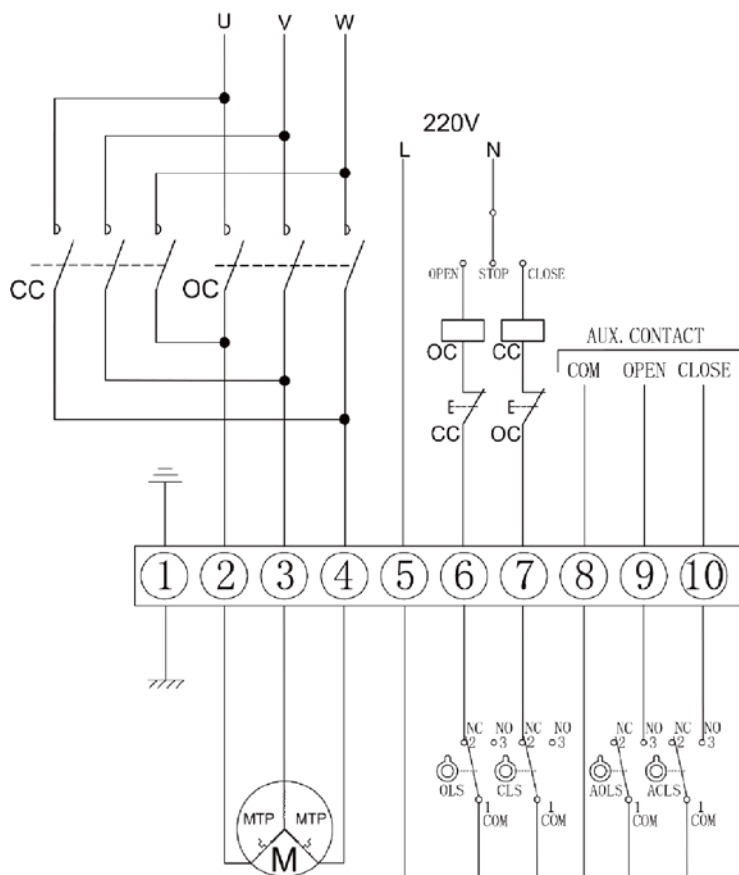 U V W
220V
L N
OPEN STOP CLOSE
CC OC
OC CC
AUX. CONTACT
COM OPEN CLOSE
CC OC
1 2 3 4 5 6 7 8 9 10
NC NO NC NO NC NO NC NO
2 3 2 3 2 3 2 3
OLS CLS AOLS ACLS
1 1 1 1
COM COM COM COM
MTP MTP
M